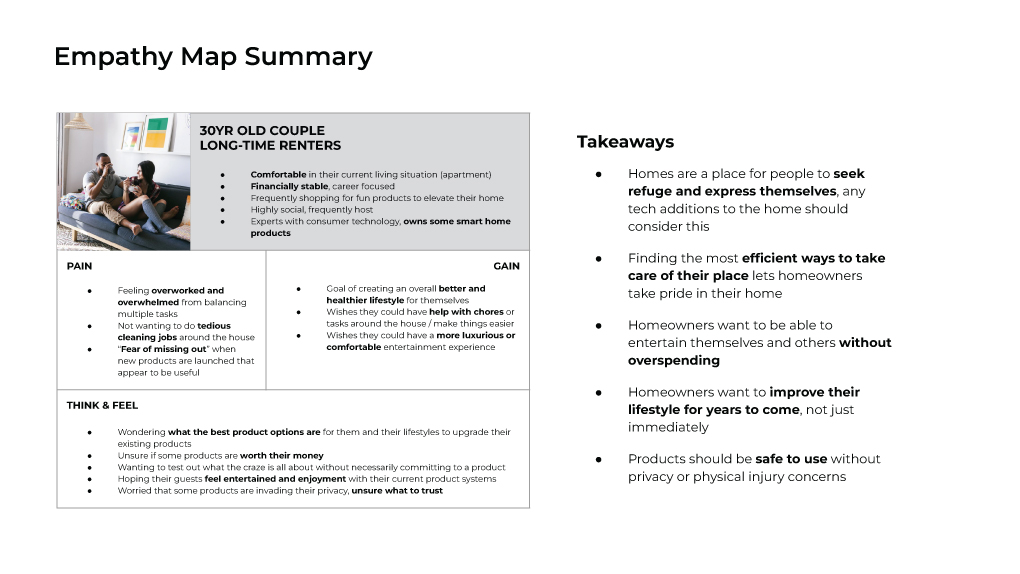 Empathy Map Summary
30YR OLD COUPLE
LONG-TIME RENTERS
● Comfortable in their current living situation (apartment)
● Financially stable, career focused
● Frequently shopping for fun products to elevate their home
● Highly social, frequently host
● Experts with consumer technology, owns some smart home
products
PAIN
● Feeling overworked and
overwhelmed from balancing
multiple tasks
● Not wanting to do tedious
cleaning jobs around the house
● "Fear of missing out" when
new products are launched that
appear to be useful
GAIN
● Goal of creating an overall better and
healthier lifestyle for themselves
● Wishes they could have help with chores or
tasks around the house / make things easier
● Wishes they could have a more luxurious or
comfortable entertainment experience
THINK & FEEL
● Wondering what the best product options are for them and their lifestyles to upgrade their
existing products
● Unsure if some products are worth their money
● Wanting to test out what the craze is all about without necessarily committing to a product
● Hoping their guests feel entertained and enjoyment with their current product systems
● Worried that some products are invading their privacy, unsure what to trust
Takeaways
● Homes are a place for people to seek
refuge and express themselves, any
tech additions to the home should
consider this
● Finding the most efficient ways to take
care of their place lets homeowners
take pride in their home
● Homeowners want to be able to
entertain themselves and others without
overspending
● Homeowners want to improve their
lifestyle for years to come, not just
immediately
● Products should be safe to use without
privacy or physical injury concerns